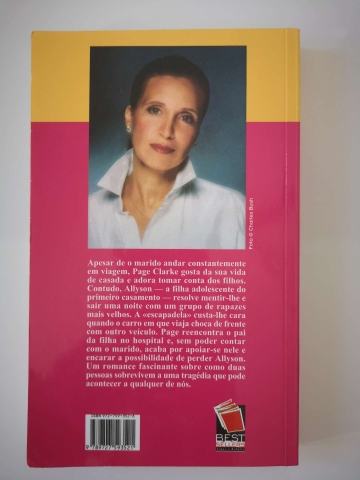 Foto © Charles Bush
Apesar de o marido andar constantemente
em viagem, Page Clarke gosta da sua vida
de casada e adora tomar conta dos filhos.
Contudo, Allyson — a filha adolescente do
primeiro casamento — resolve mentir-lhe e
sair uma noite com um grupo de rapazes
mais velhos. A «escapadela» custa-lhe cara
quando o carro em que viaja choca de frente
com outro veículo. Page reencontra o pai
da filha no hospital e, sem poder contar
com o marido, acaba por apoiar-se nele e
encarar a possibilidade de perder Allyson.
Um romance fascinante sobre como duas
pessoas sobrevivem a uma tragédia que pode
acontecer a qualquer de nós.
BEST
SELLERS